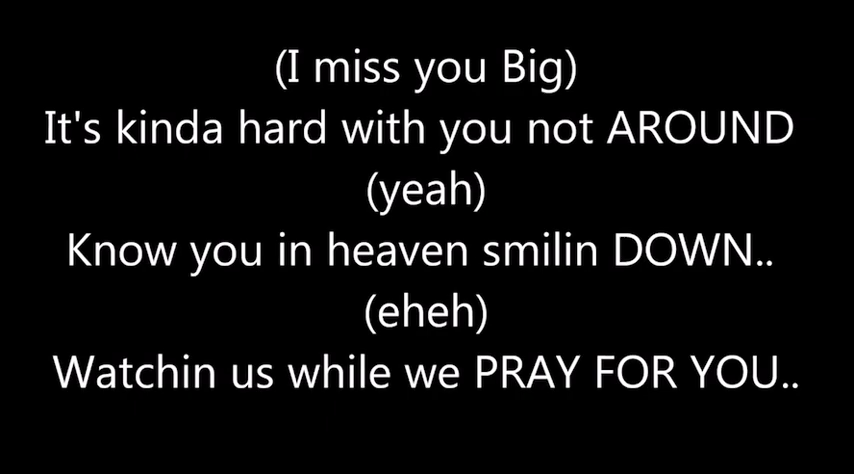 (I miss you Big)
It's kinda hard with you not AROUND
(yeah)
Know you in heaven smilin DOWN..
(eheh)
Watchin us while we PRAY FOR YOU..